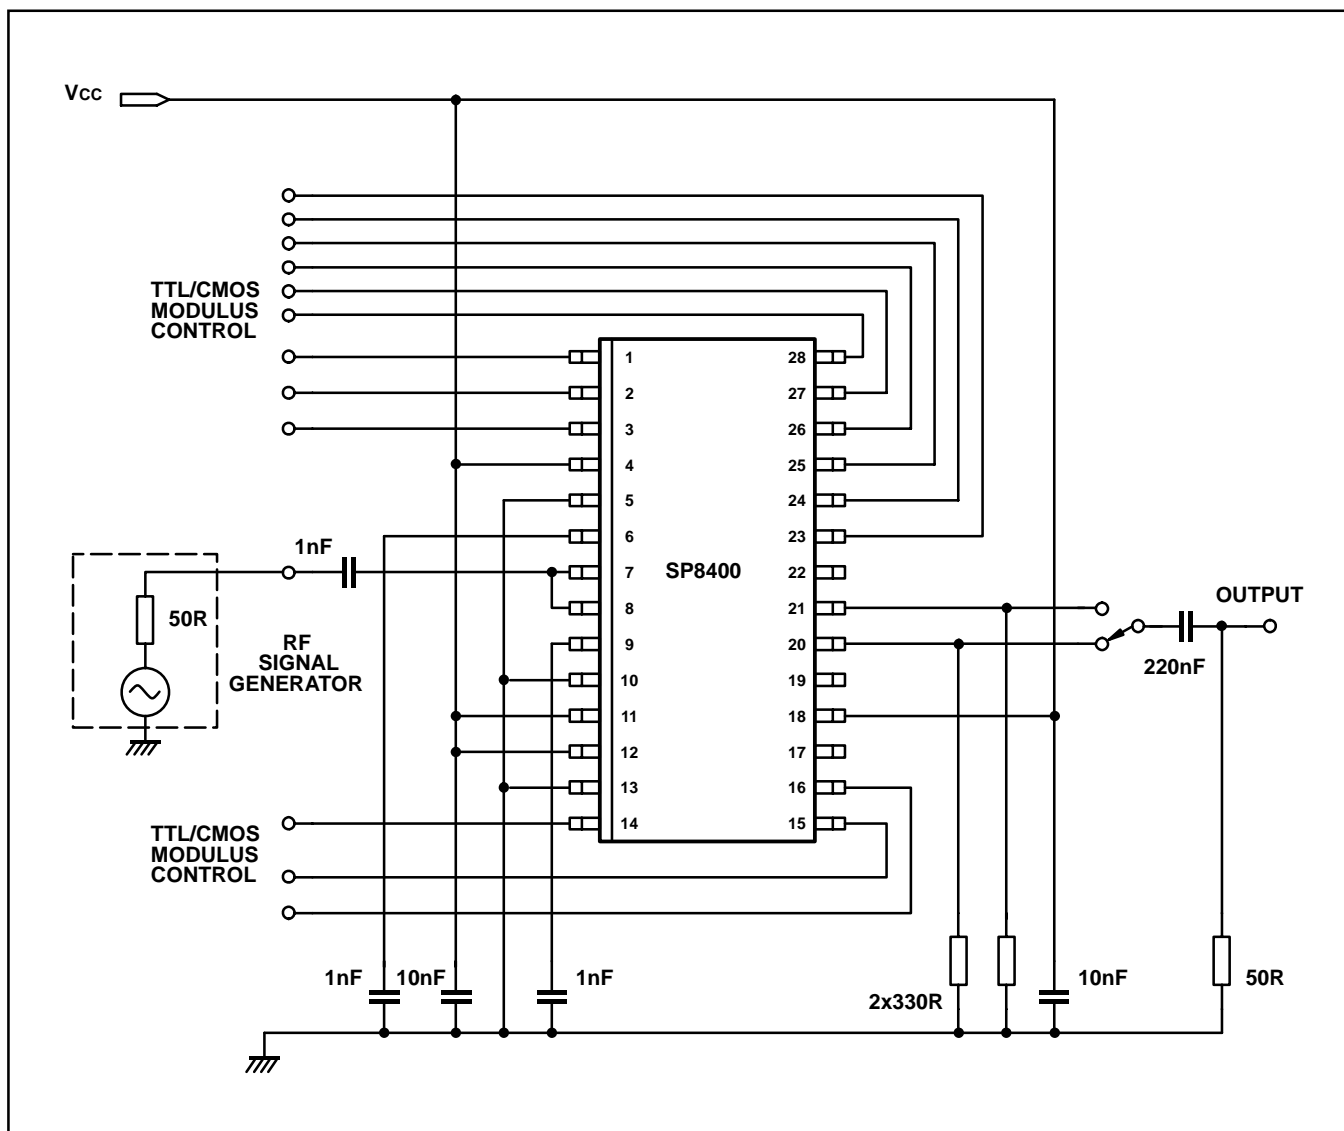 Vcc
TTL/CMOS
MODULUS
CONTROL
1 28
2 27
3 26
4 25
5 24
6 23
1nF
7 SP8400 22
8 21
50R
OUTPUT
RF
SIGNAL
GENERATOR
9 20
220nF
10 19
11 18
12 17
13 16
14 15
TTL/CMOS
MODULUS
CONTROL
1nF 10nF 1nF
2x330R
10nF
50R